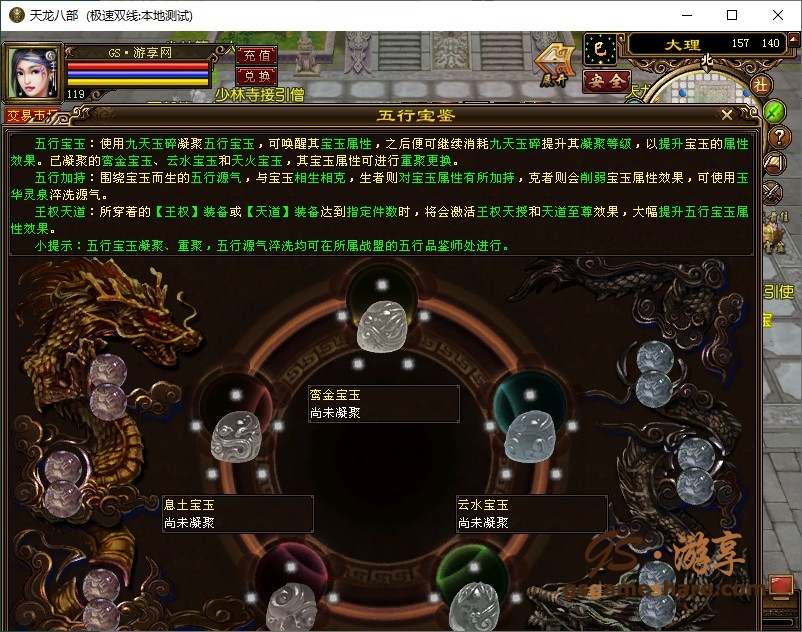 天龙八部 (极速双线:本地测试)
GS·游享网
充值
兑换
119
大理
157 140
北
巳
展开
安全
社
少林寺接引僧
交易市场
五行宝鉴
五行宝玉：使用九天玉碎凝聚五行宝玉，可唤醒其宝玉属性，之后便可继续消耗九天玉碎提升其凝聚等级，以提升宝玉的属性
效果。已凝聚的鸾金宝玉、云水宝玉和天火宝玉，其宝玉属性可进行重聚更换。
五行加持：围绕宝玉而生的五行源气，与宝玉相生相克，生者则对宝玉属性有所加持，克者则会削弱宝玉属性效果，可使用玉
华灵泉淬洗源气。
王权天道：所穿着的【王权】装备或【天道】装备达到指定件数时，将会激活王权天授和天道至尊效果，大幅提升五行宝玉属
性效果。
小提示：五行宝玉凝聚、重聚，五行源气淬洗均可在所属战盟的五行品鉴师处进行。
引使
鸾金宝玉
尚未凝聚
息土宝玉
尚未凝聚
云水宝玉
尚未凝聚
GS·游享
gsgameshare.com